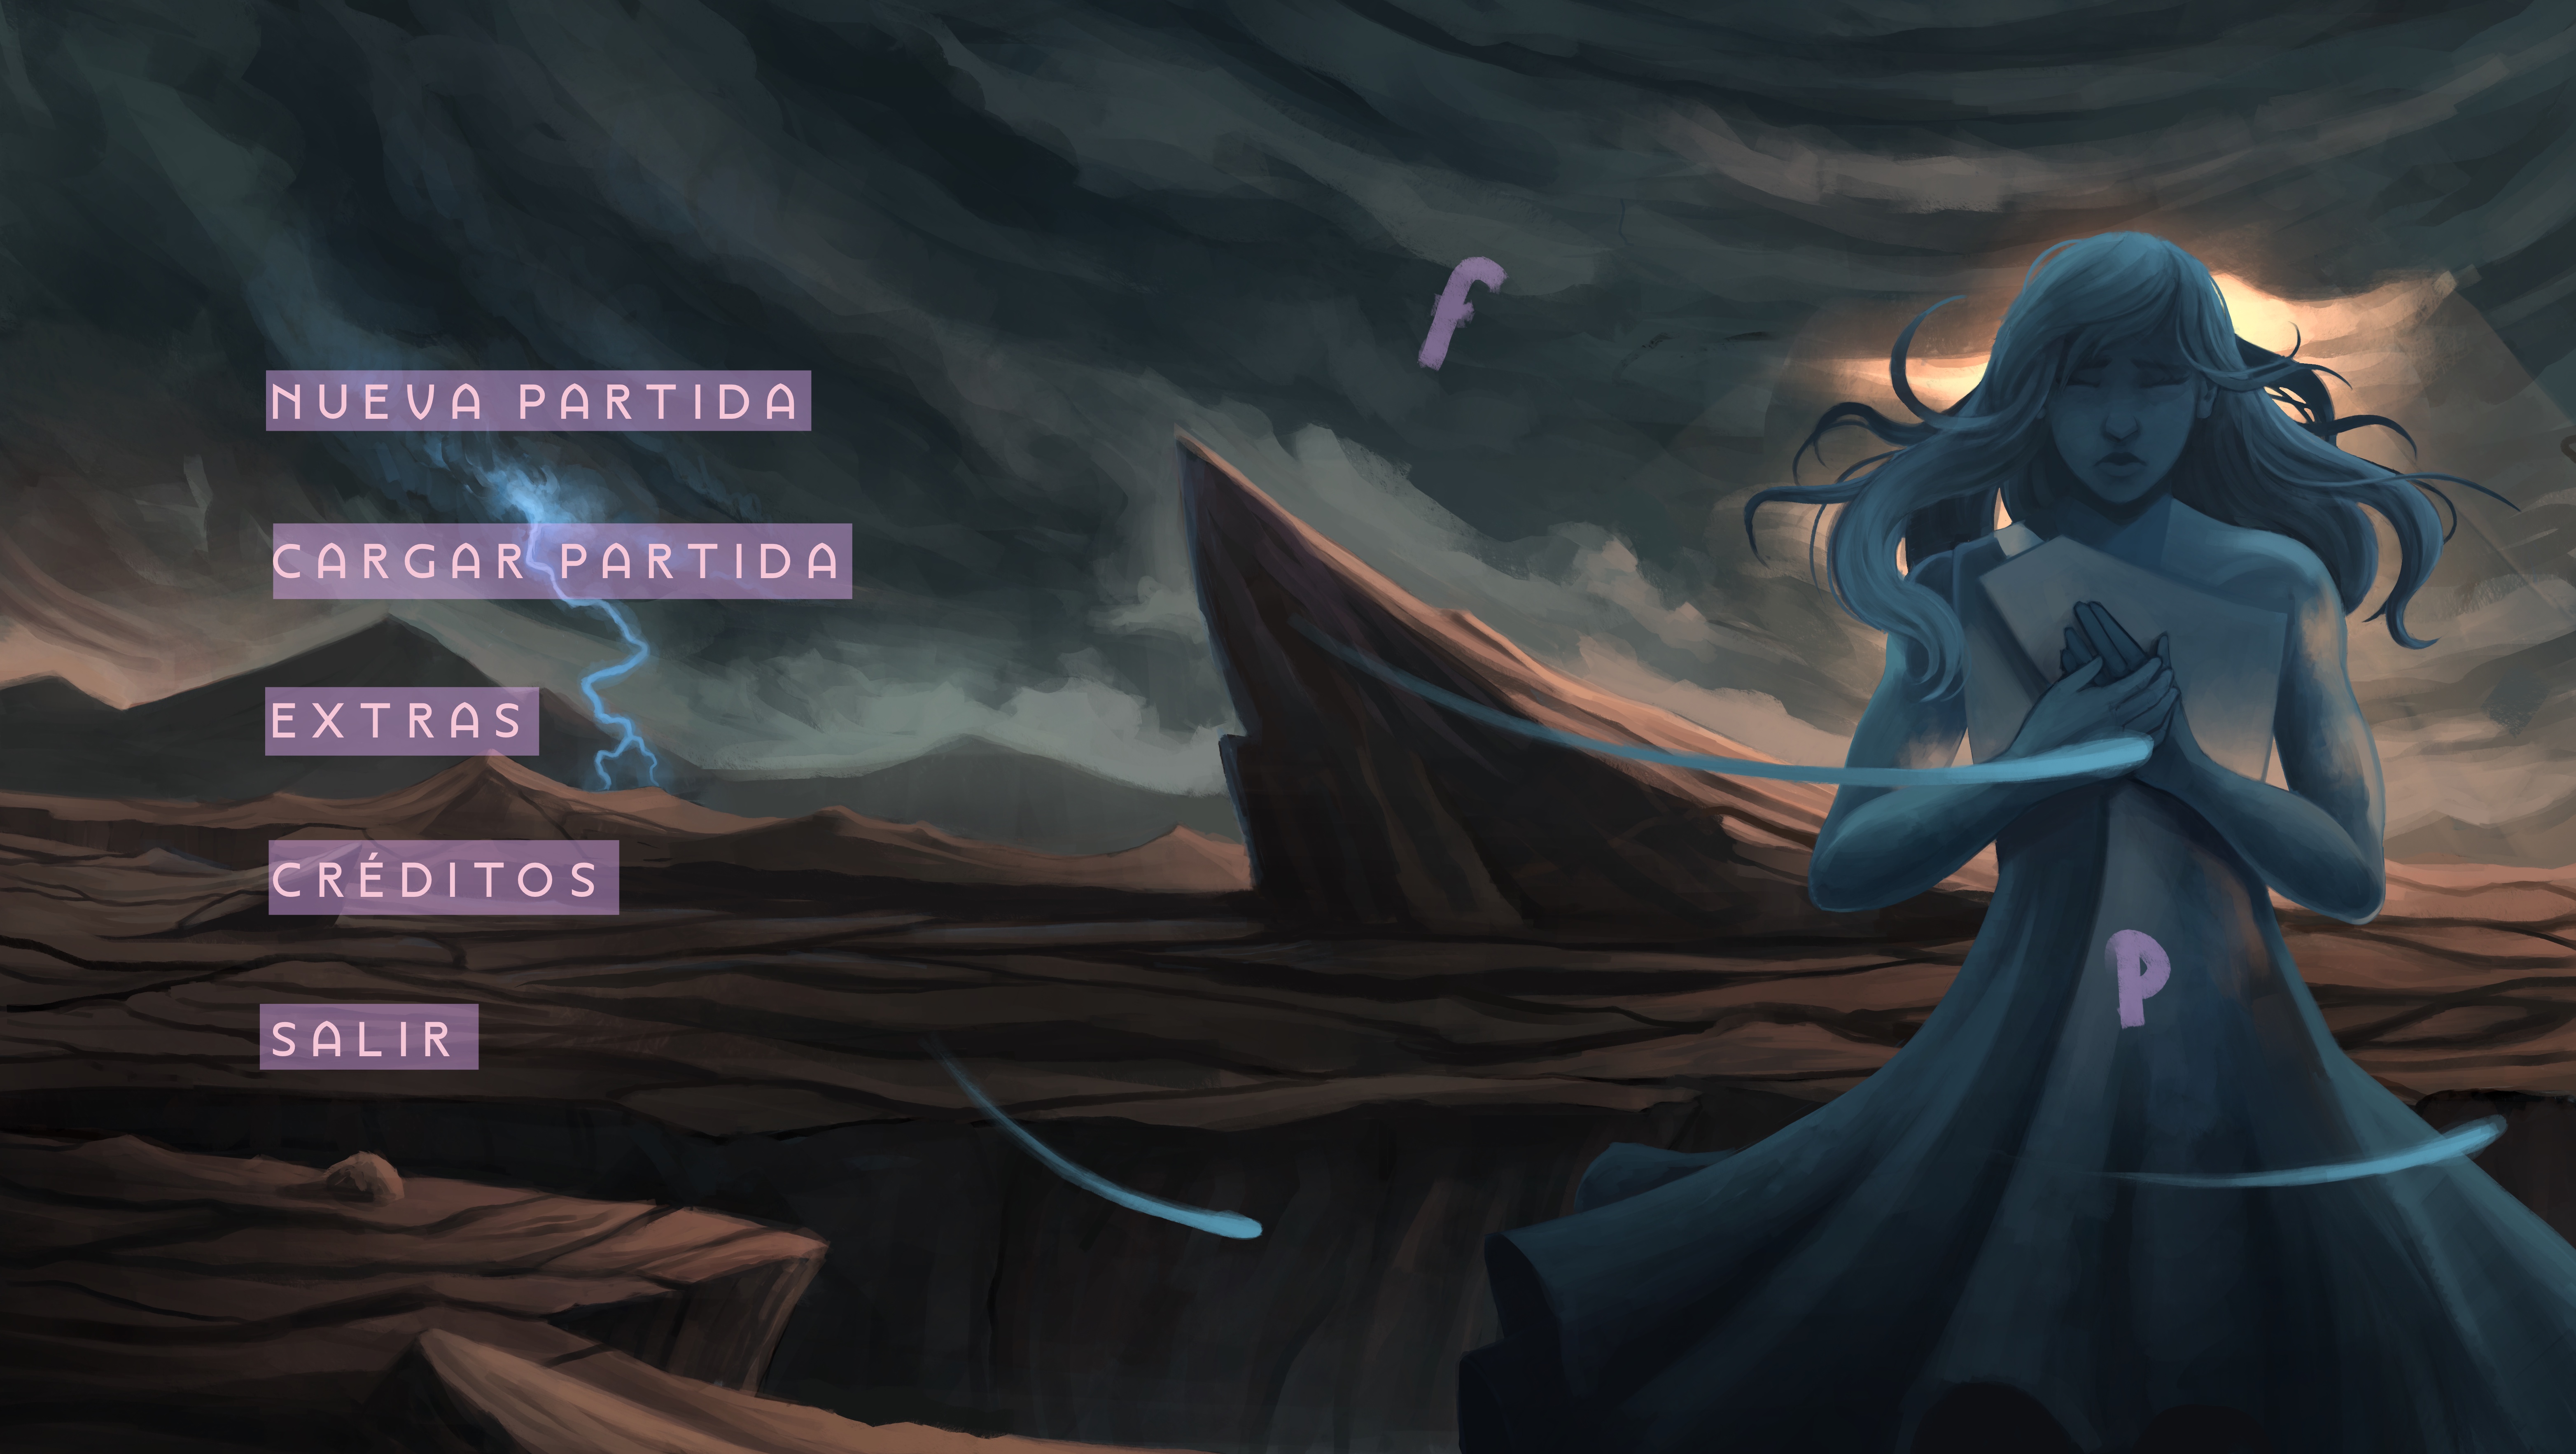 NUEVA PARTIDA
CARGAR PARTIDA
EXTRAS
CRÉDITOS
SALIR
f
P